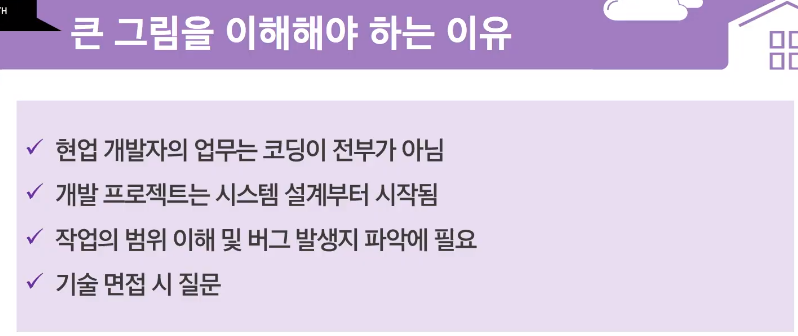 TH
큰 그림을 이해해야 하는 이유
✓ 현업 개발자의 업무는 코딩이 전부가 아님
✓ 개발 프로젝트는 시스템 설계부터 시작됨
✓ 작업의 범위 이해 및 버그 발생지 파악에 필요
✓ 기술 면접 시 질문